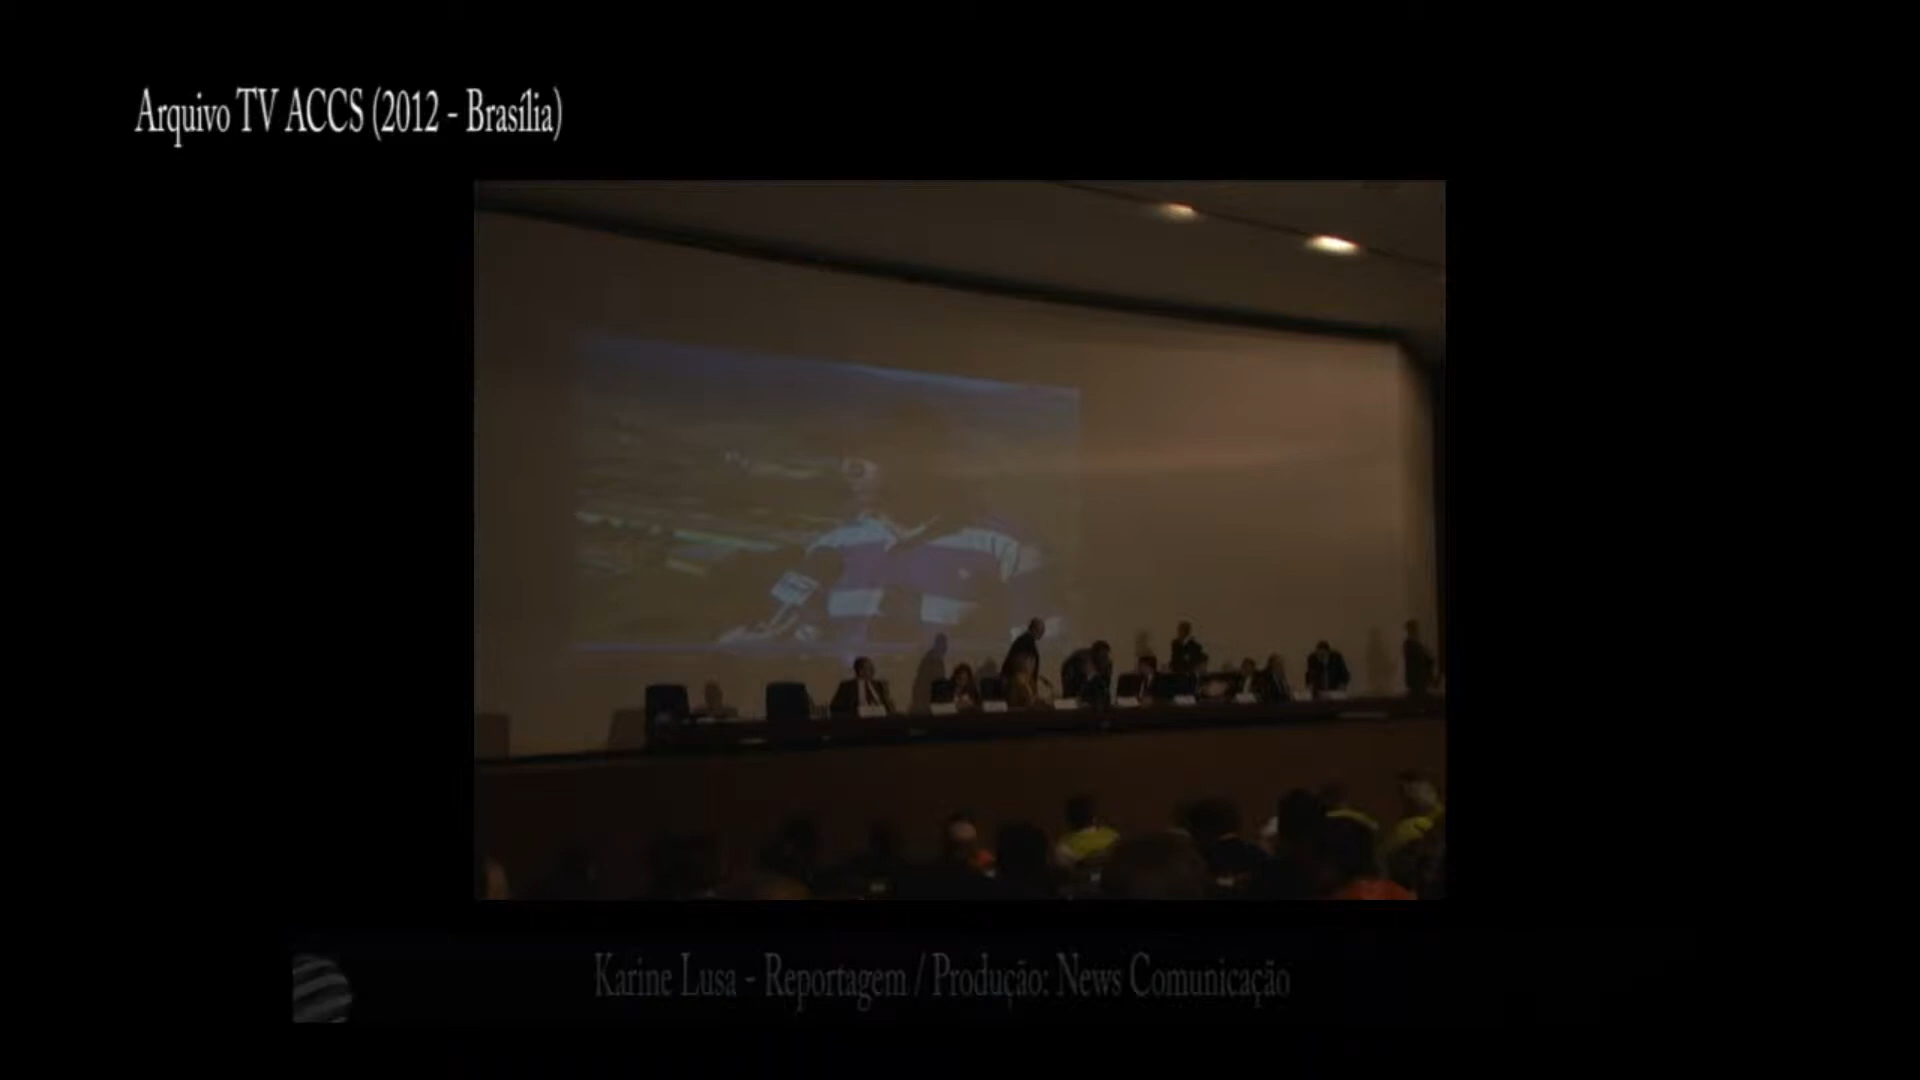 Arquivo TV ACCS (2012 - Brasília)
Karine Lusa - Reportagem / Produção: News Comunicação